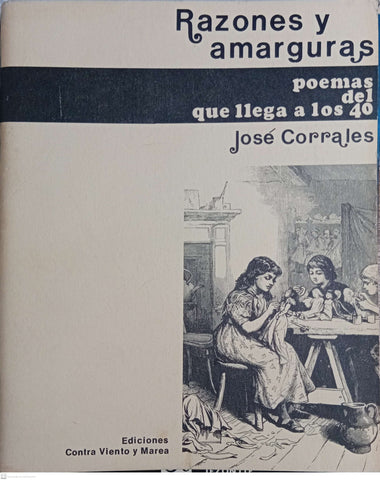 Razones y
amarguras
poemas
del
que llega a los 40
José Corrales
Ediciones
Contra Viento y Marea